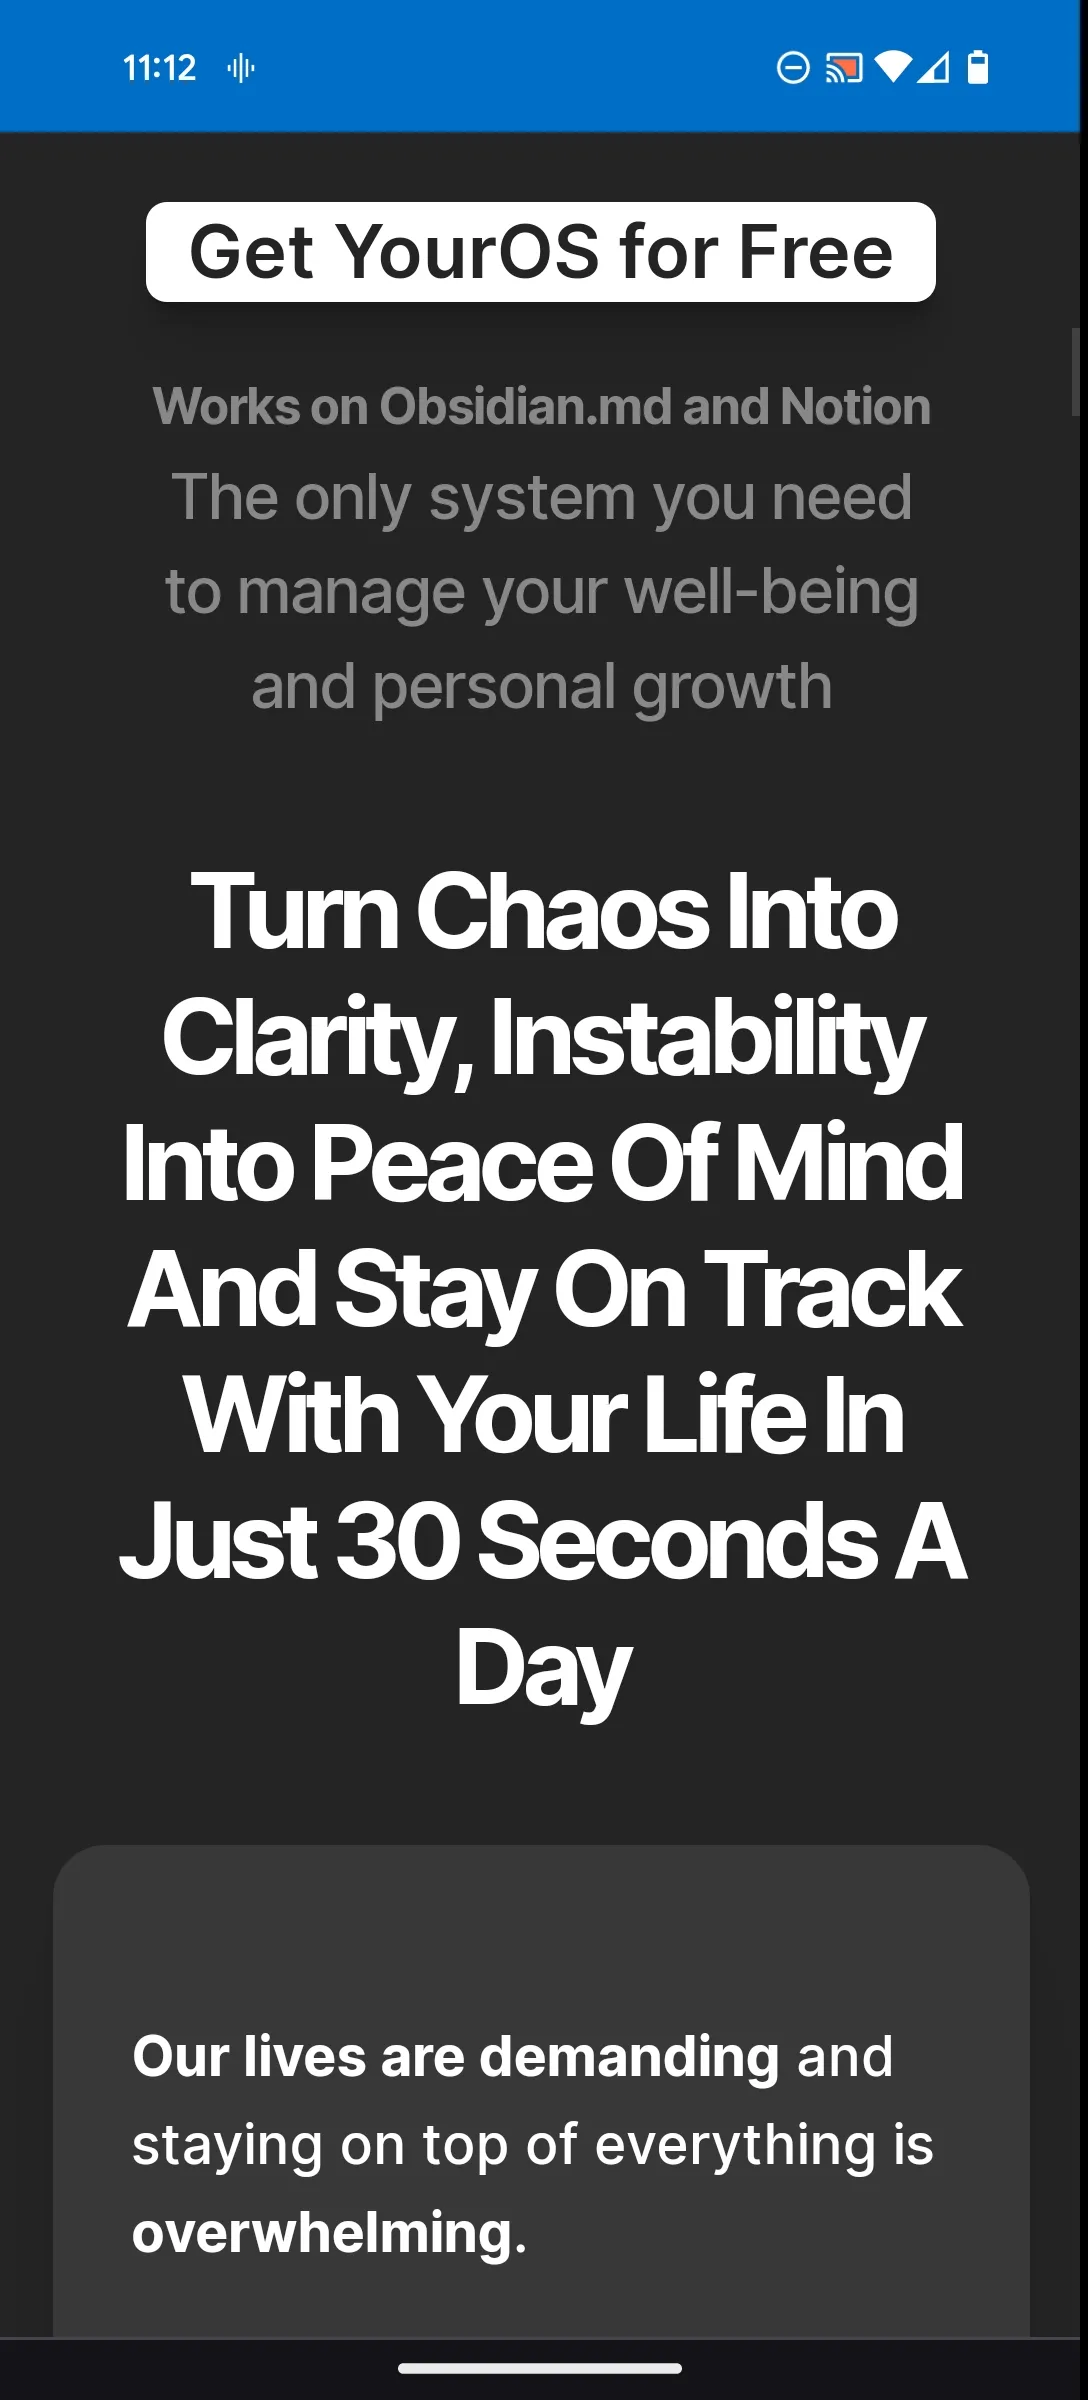 11:12
Get YourOS for Free
Works on Obsidian.md and Notion
The only system you need
to manage your well-being
and personal growth
Turn Chaos Into
Clarity, Instability
Into Peace Of Mind
And Stay On Track
With Your Life In
Just 30 Seconds A
Day
Our lives are demanding and
staying on top of everything is
overwhelming.